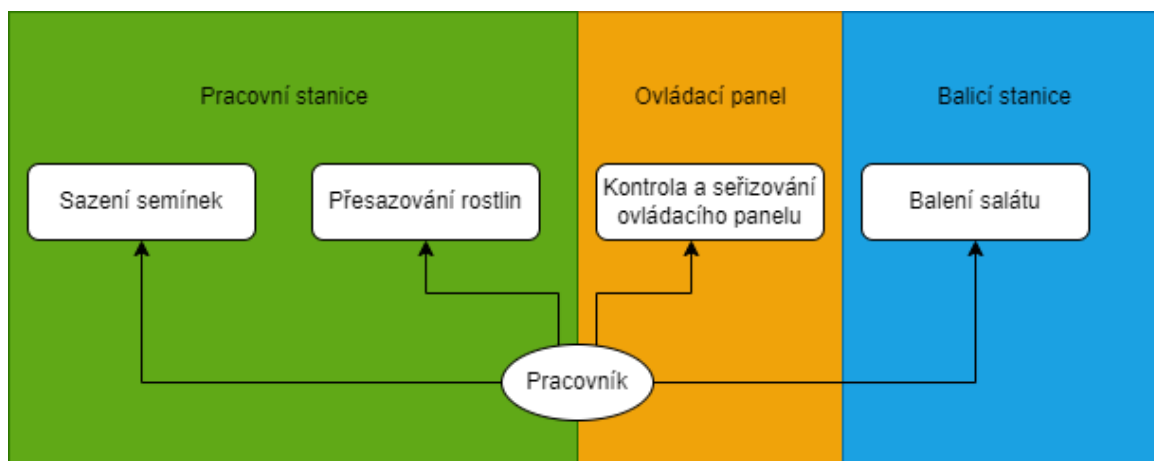 Pracovní stanice
Ovládací panel
Balicí stanice
Sazení semínek
Přesazování rostlin
Kontrola a seřizování
ovládacího panelu
Balení salátu
Pracovník